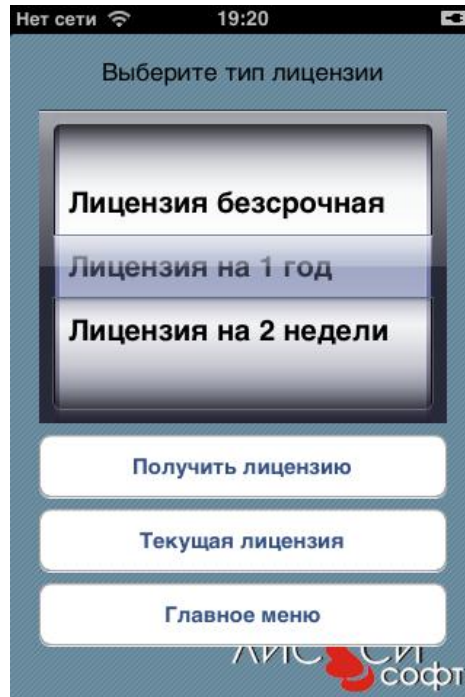 Нет сети 19:20
Выберите тип лицензии
Лицензия безсрочная
Лицензия на 1 год
Лицензия на 2 недели
Получить лицензию
Текущая лицензия
Главное меню
ЛИССИ
софт